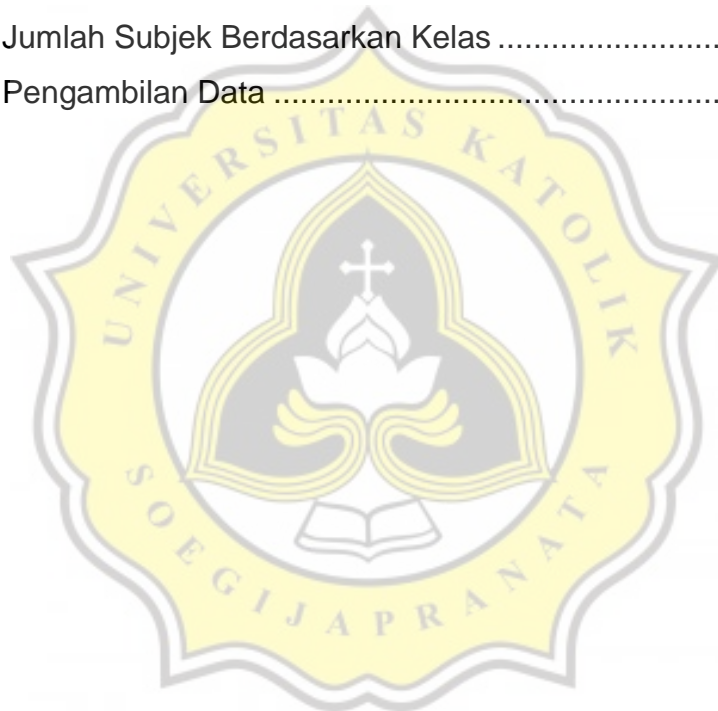 Jumlah Subjek Berdasarkan Kelas ............................
Pengambilan Data ......................................................
UNIVERSITAS KATOLIK
SOEGIJAPRANATA